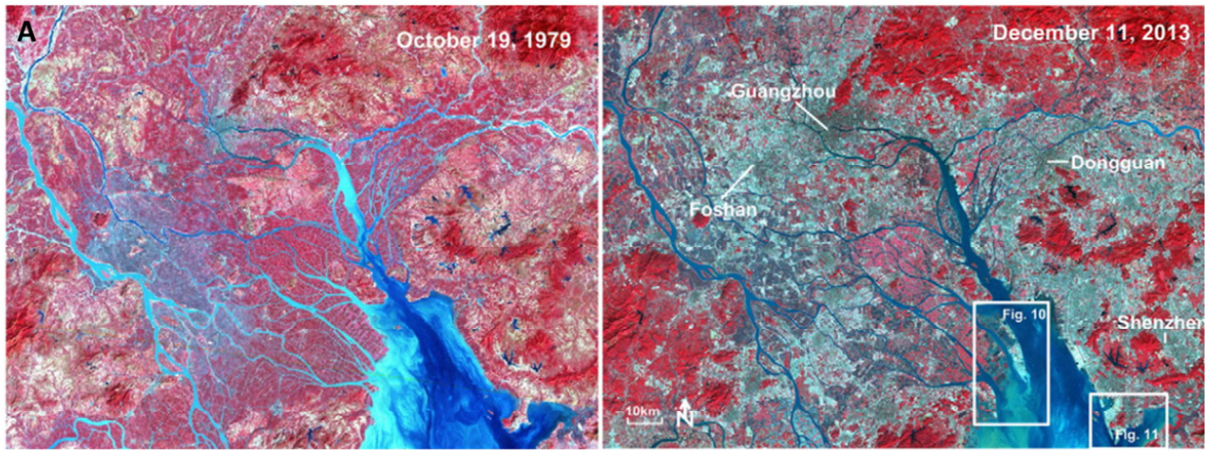 A
October 19, 1979
December 11, 2013
Guangzhou
Dongguan
Foshan
Fig. 10
Shenzhen
10km
N
Fig. 11